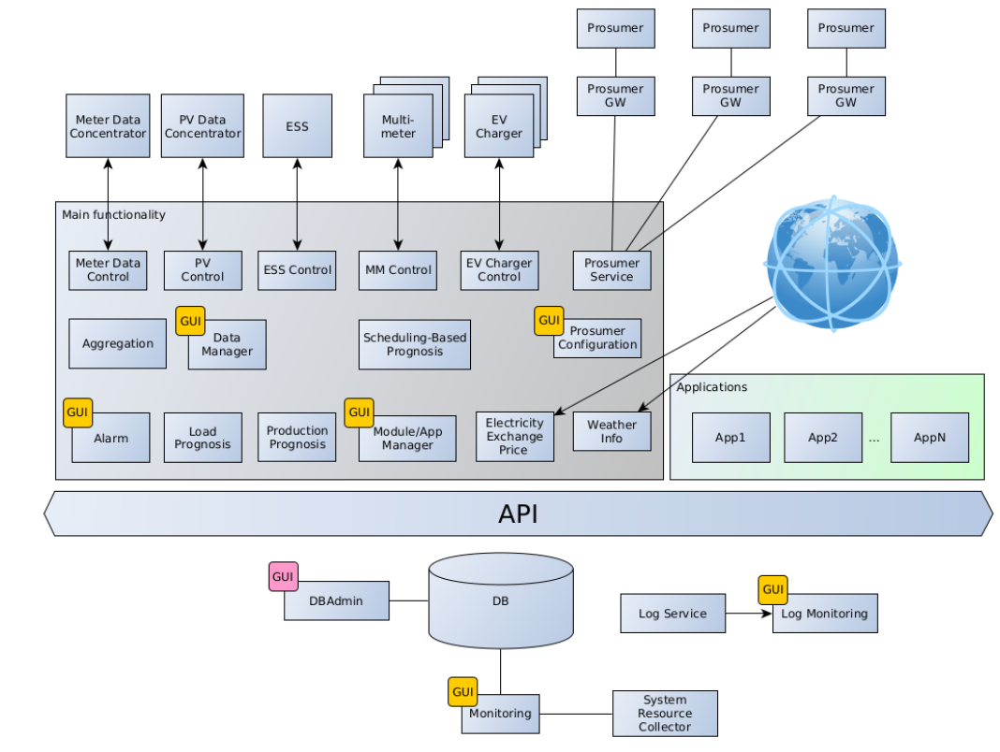 Prosumer
Prosumer
Prosumer
Prosumer
GW
Prosumer
GW
Prosumer
GW
Meter Data
Concentrator
PV Data
Concentrator
ESS
Multi-
meter
EV
Charger
Main functionality
Meter Data
Control
PV
Control
ESS Control
MM Control
EV Charger
Control
Prosumer
Service
Aggregation
GUI
Data
Manager
Scheduling-Based
Prognosis
GUI
Prosumer
Configuration
GUI
Alarm
Load
Prognosis
Production
Prognosis
GUI
Module/App
Manager
Electricity
Exchange
Price
Weather
Info
Applications
App1
App2
...
AppN
API
GUI
DBAdmin
DB
Log Service
GUI
Log Monitoring
GUI
Monitoring
System
Resource
Collector